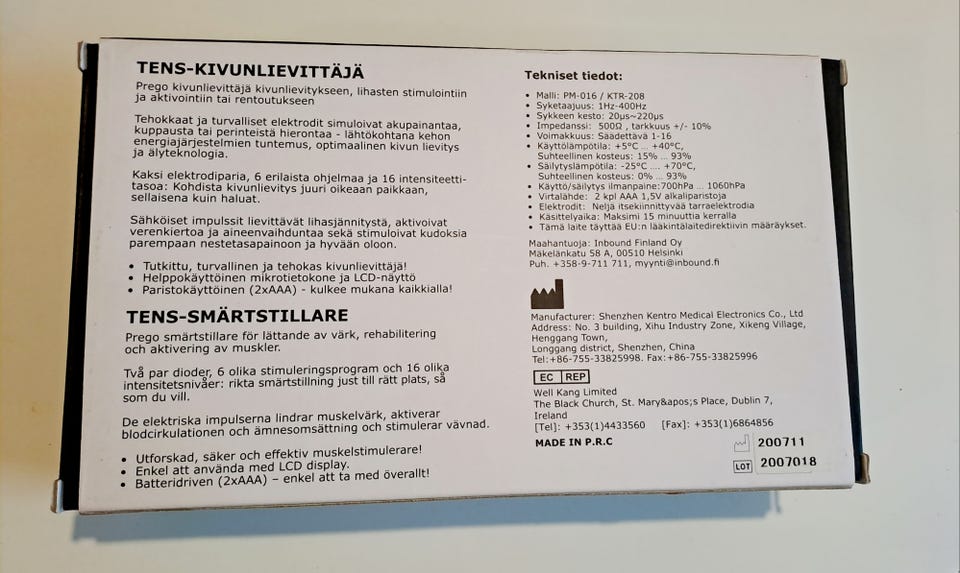 TENS-KIVUNLIEVITTÄJÄ
Prego kivunlievittäjä kivunlievitykseen, lihasten stimulointiin
ja aktivointiin tai rentoutukseen
Tehokkaat ja turvalliset elektrodit simuloivat akupainantaa,
kuppausta tai perinteistä hierontaa - lähtökohtana kehon
energiajärjestelmien tuntemus, optimaalinen kivun lievitys
ja älyteknologia.
Kaksi elektrodiparia, 6 erilaista ohjelmaa ja 16 intensiteetti-
tasoa: Kohdista kivunlievitys juuri oikeaan paikkaan,
sellaisena kuin haluat.
Sähköiset impulssit lievittävät lihasjännitystä, aktivoivat
verenkiertoa ja aineenvaihduntaa sekä stimuloivat kudoksia
parempaan nestetasapainoon ja hyvään oloon.
• Tutkittu, turvallinen ja tehokas kivunlievittäjä!
• Helppokäyttöinen mikrotietokone ja LCD-näyttö
• Paristokäyttöinen (2xAAA) - kulkee mukana kaikkialla!
TENS-SMÄRTSTILLARE
Prego smärtstillare för lättande av värk, rehabilitering
och aktivering av muskler.
Två par dioder, 6 olika stimuleringsprogram och 16 olika
intensitetsnivåer: rikta smärtstillning just till rätt plats, så
som du vill.
De elektriska impulserna lindrar muskelvärk, aktiverar
blodcirkulationen och ämnesomsättning och stimulerar vävnad.
• Utforskad, säker och effektiv muskelstimulerare!
• Enkel att använda med LCD display.
• Batteridriven (2xAAA) – enkel att ta med överallt!
Tekniset tiedot:
• Malli: PM-016 / KTR-208
• Syketaajuus: 1Hz-400Hz
• Sykkeen kesto: 20µs~220µs
• Impedanssi: 500Ω , tarkkuus +/- 10%
• Voimakkuus: Säädettävä 1-16
• Käyttölämpötila: +5°C ... +40°C,
Suhteellinen kosteus: 15% ... 93%
• Säilytyslämpötila: -25°C .... +70°C,
Suhteellinen kosteus: 0% ... 93%
• Käyttö/säilytys ilmanpaine:700hPa ... 1060hPa
• Virtalähde: 2 kpl AAA 1,5V alkaliparistoja
• Elektrodit: Neljä itsekiinnittyvää tarraelektrodia
• Käsittelyaika: Maksimi 15 minuuttia kerralla
• Tämä laite täyttää EU:n lääkintälaitedirektiivin määräykset.
Maahantuoja: Inbound Finland Oy
Mäkelänkatu 58 A, 00510 Helsinki
Puh. +358-9-711 711, myynti@inbound.fi
Manufacturer: Shenzhen Kentro Medical Electronics Co., Ltd
Address: No. 3 building, Xihu Industry Zone, Xikeng Village,
Henggang Town,
Longgang district, Shenzhen, China
Tel:+86-755-33825998. Fax:+86-755-33825996
EC REP
Well Kang Limited
The Black Church, St. Mary&apos;s Place, Dublin 7,
Ireland
[Tel]: +353(1)4433560 [Fax]: +353(1)6864856
MADE IN P.R.C
200711
LOT 2007018